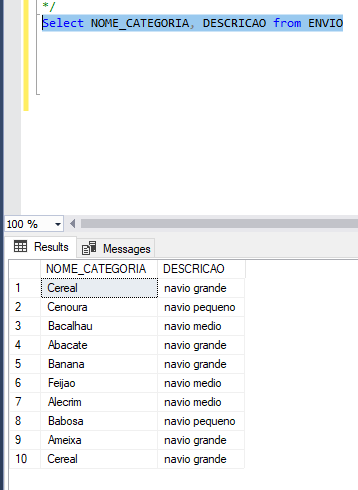 */
Select NOME_CATEGORIA, DESCRICAO from ENVIO
100 %
Results Messages
NOME_CATEGORIA DESCRICAO
1 Cereal navio grande
2 Cenoura navio pequeno
3 Bacalhau navio medio
4 Abacate navio grande
5 Banana navio grande
6 Feijao navio medio
7 Alecrim navio medio
8 Babosa navio pequeno
9 Ameixa navio grande
10 Cereal navio grande